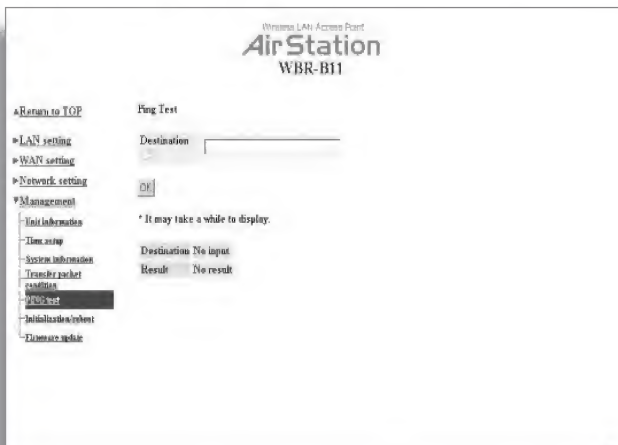 Wireless LAN Access Point
AirStation
WBR-B11
Return to TOP
LAN setting
WAN setting
Network setting
Management
Unit information
Time setup
System information
Transfer packet
condition
PING test
Initialization/reboot
Firmware update
Ping Test
Destination
OK
* It may take a while to display.
Destination No input
Result No result